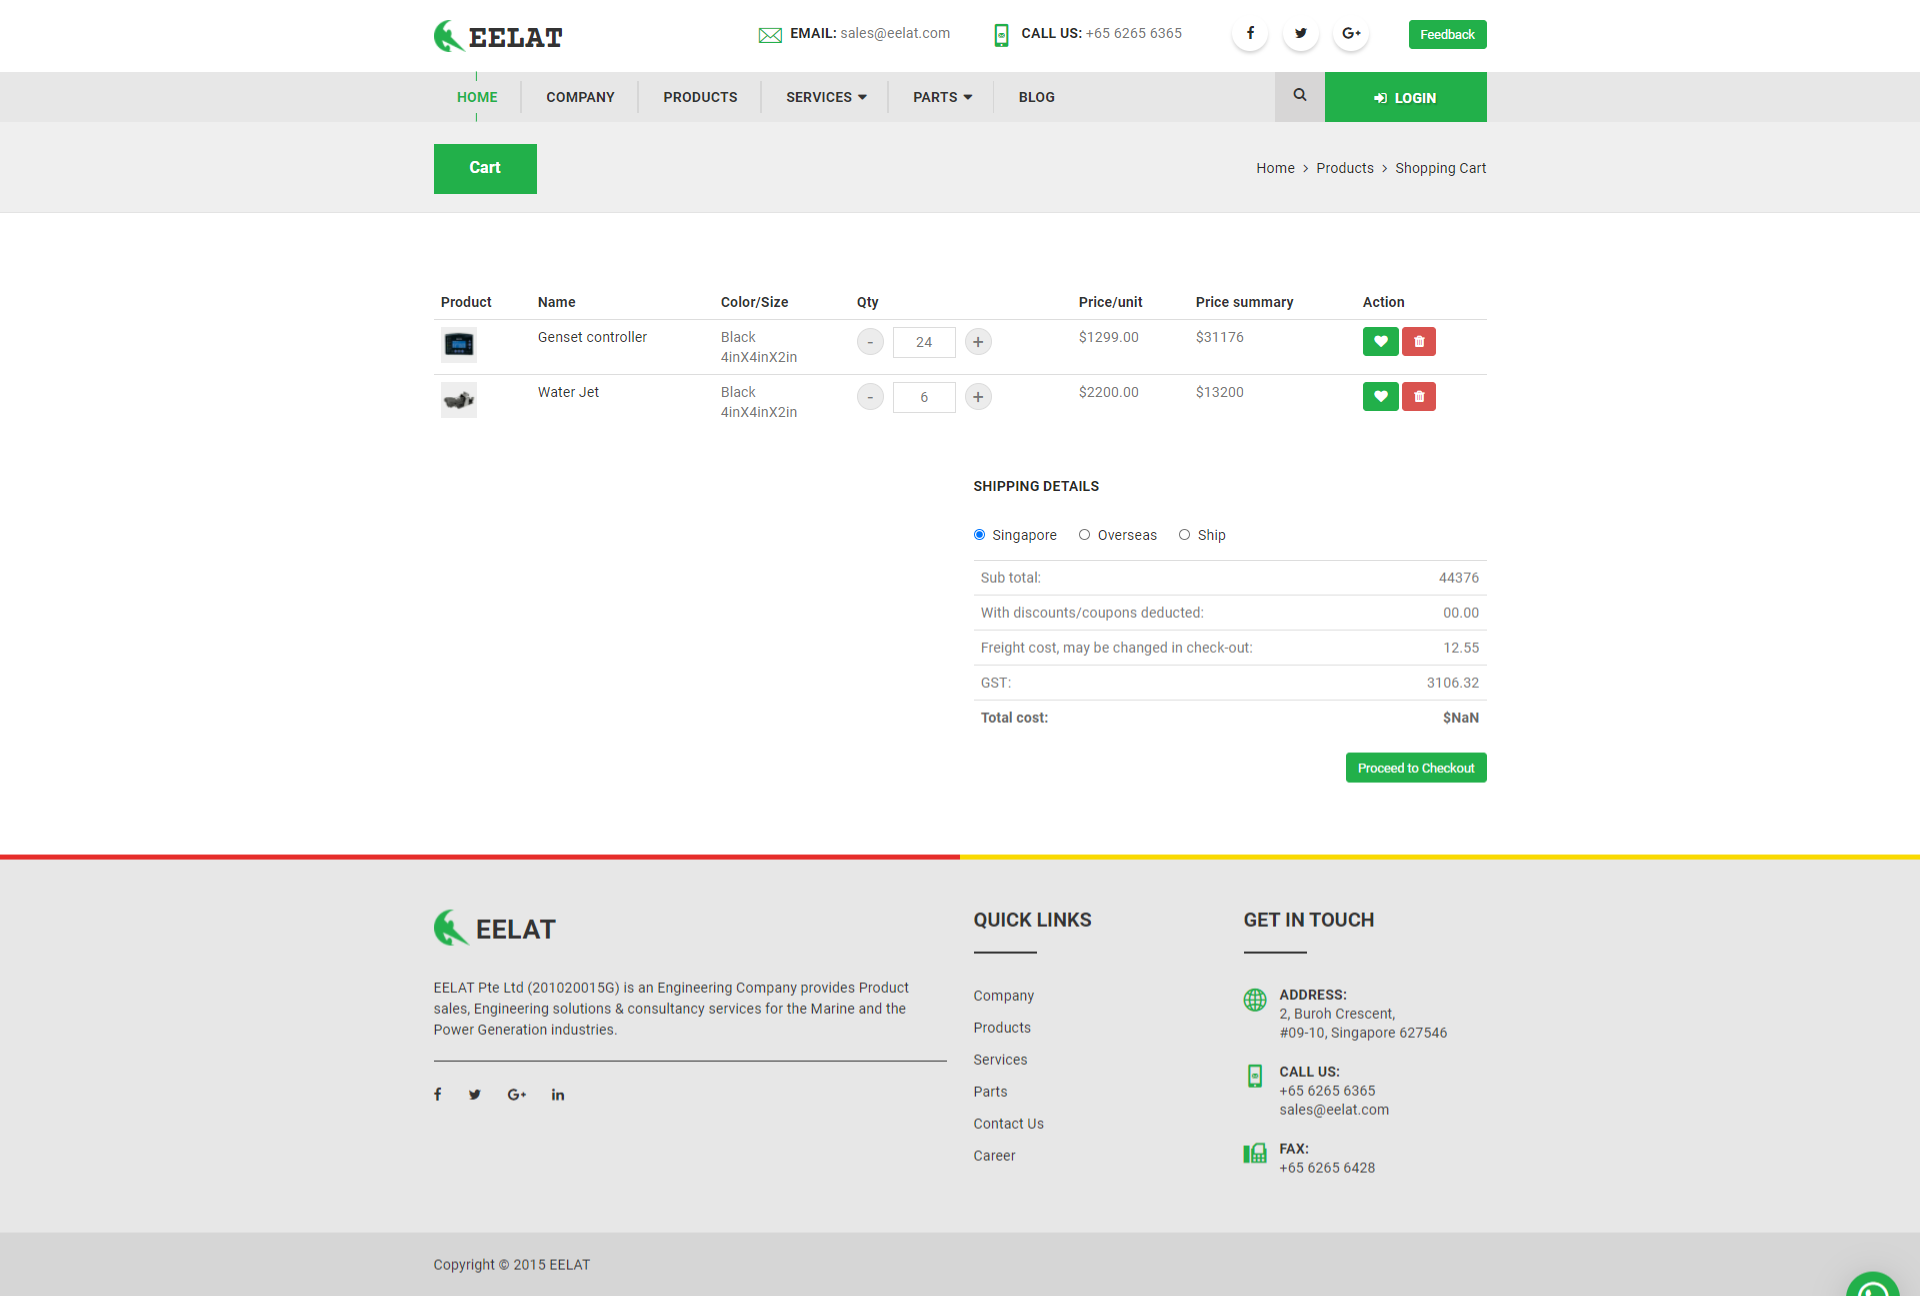 EELAT
EMAIL: sales@eelat.com
CALL US: +65 6265 6365
Feedback
HOME
COMPANY
PRODUCTS
SERVICES
PARTS
BLOG
LOGIN
Cart
Home > Products > Shopping Cart
Product Name Color/Size Qty Price/unit Price summary Action
Genset controller Black - 24 + $1299.00 $31176
4inX4inX2in
Water Jet Black - 6 + $2200.00 $13200
4inX4inX2in
SHIPPING DETAILS
Singapore Overseas Ship
Sub total: 44376
With discounts/coupons deducted: 00.00
Freight cost, may be changed in check-out: 12.55
GST: 3106.32
Total cost: $NaN
Proceed to Checkout
EELAT
EELAT Pte Ltd (201020015G) is an Engineering Company provides Product
sales, Engineering solutions & consultancy services for the Marine and the
Power Generation industries.
QUICK LINKS
Company
Products
Services
Parts
Contact Us
Career
GET IN TOUCH
ADDRESS:
2, Buroh Crescent,
#09-10, Singapore 627546
CALL US:
+65 6265 6365
sales@eelat.com
FAX:
+65 6265 6428
Copyright © 2015 EELAT